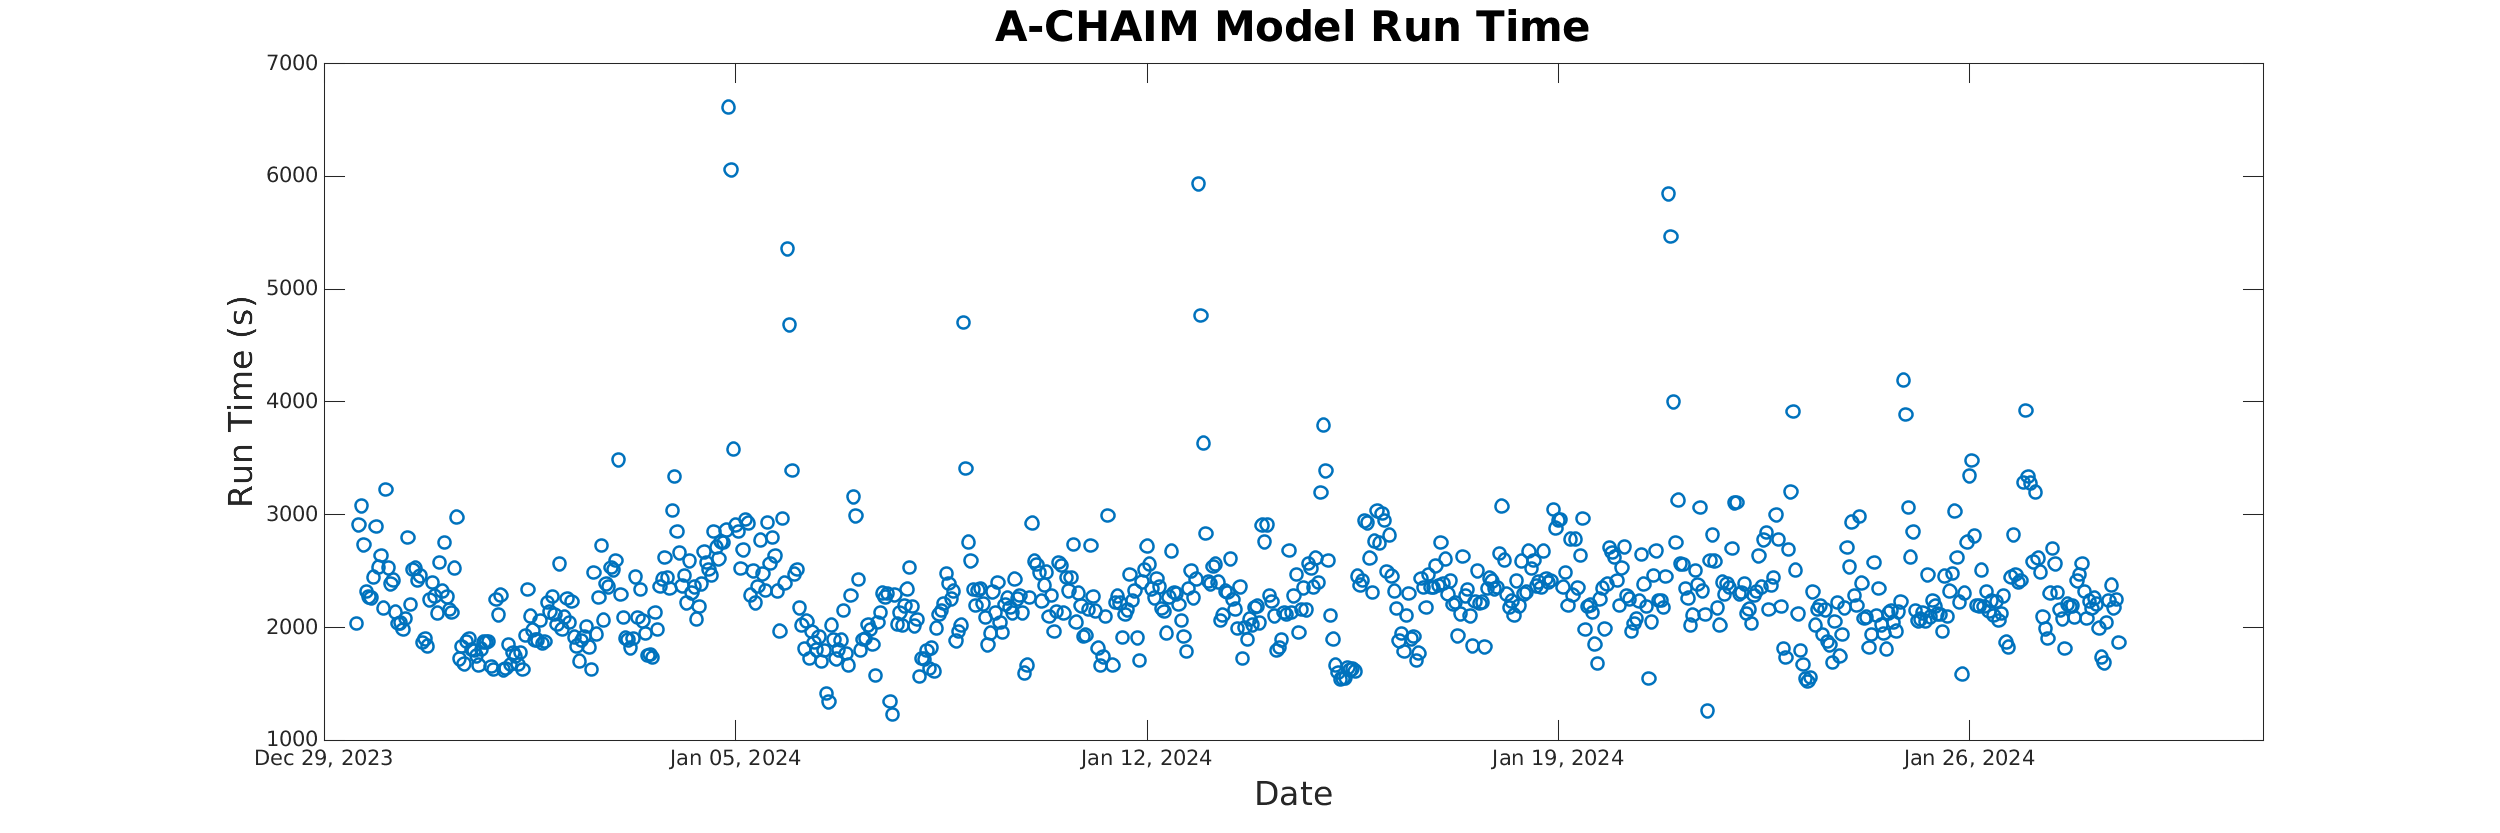 A-CHAIM Model Run Time
7000
6000
5000
4000
3000
2000
1000
Run Time (s)
Dec 29, 2023
Jan 05, 2024
Jan 12, 2024
Jan 19, 2024
Jan 26, 2024
Date